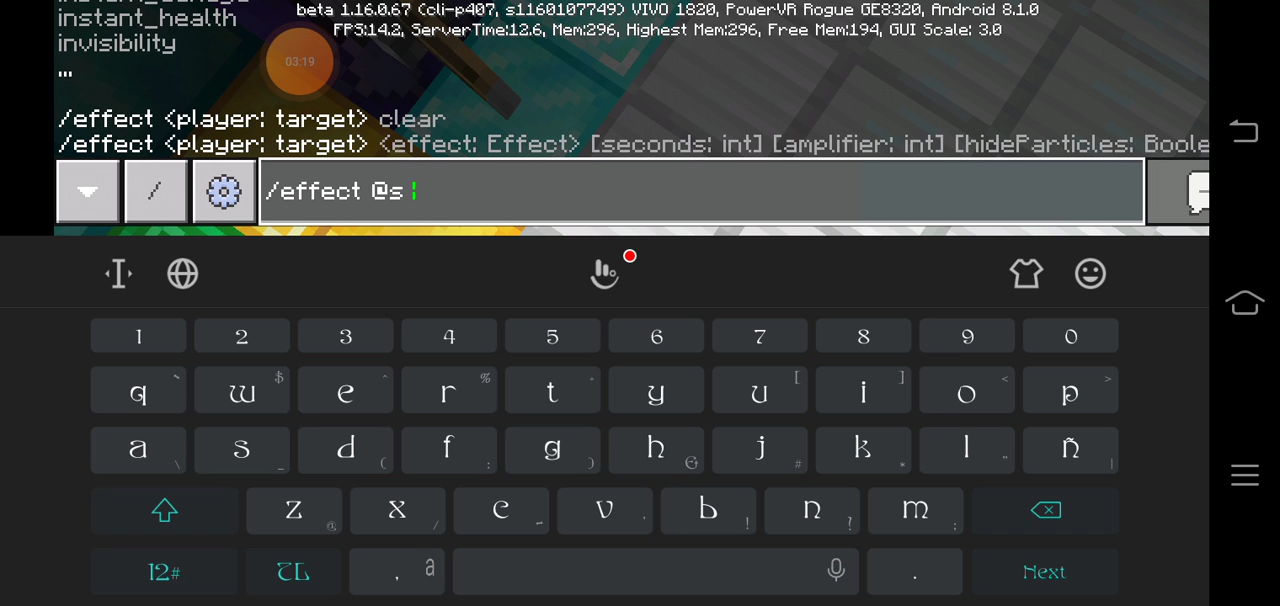 instant_health
invisibility
...
beta 1.16.0.67 (cli-p407, s1160107749) VIVO 1820, PowerVR Rogue GE8320, Android 8.1.0
FPS:14.2, ServerTime:12.6, Mem:296, Highest Mem:296, Free Mem:194, GUI Scale: 3.0
03:19
/effect <player: target> clear
/effect <player: target> <effect: Effect> [seconds: int] [amplifier: int] [hideParticles: Boole
/
/effect @s
1 2 3 4 5 6 7 8 9 0
q w $ e ^ r % t y u [ i ] o < p >
a \ s _ d ( f : g ) h & j # k * l " ñ |
z @ x / c - v ' b ! n ? m ;
12# , a . Next